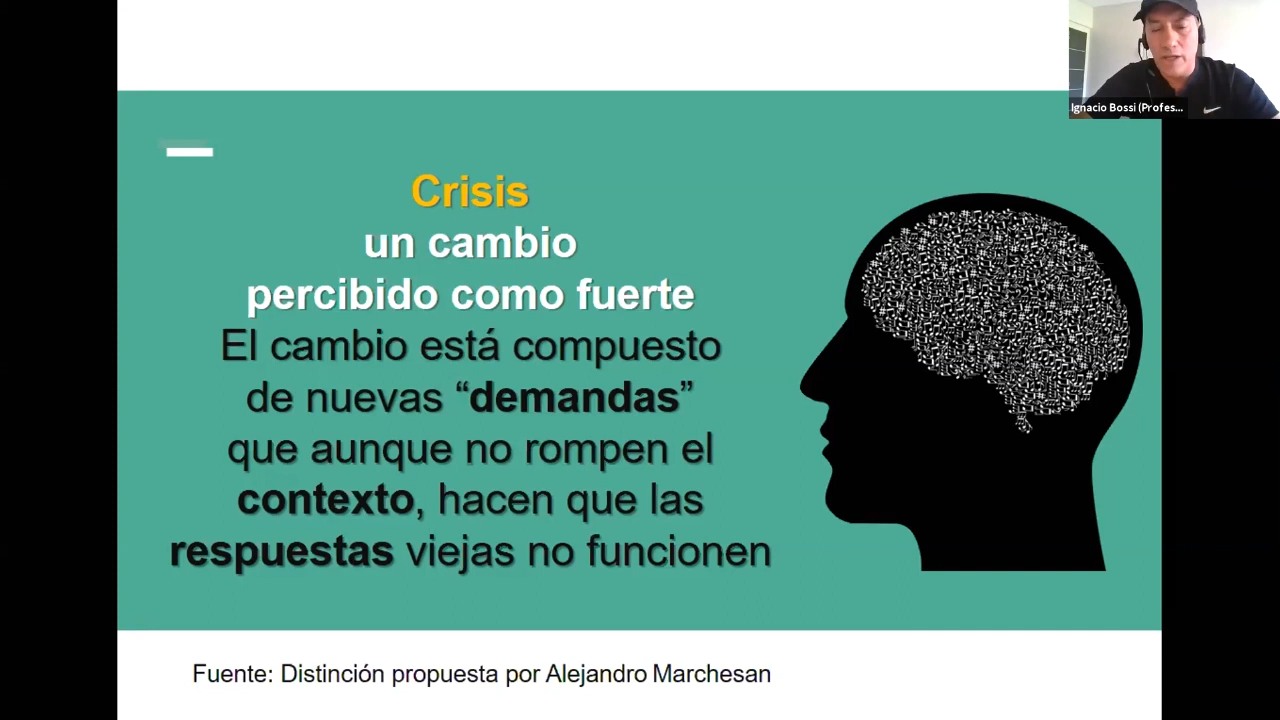 Ignacio Bossi (Profes...
Crisis
un cambio
percibido como fuerte
El cambio está compuesto
de nuevas “demandas”
que aunque no rompen el
contexto, hacen que las
respuestas viejas no funcionen
Fuente: Distinción propuesta por Alejandro Marchesan